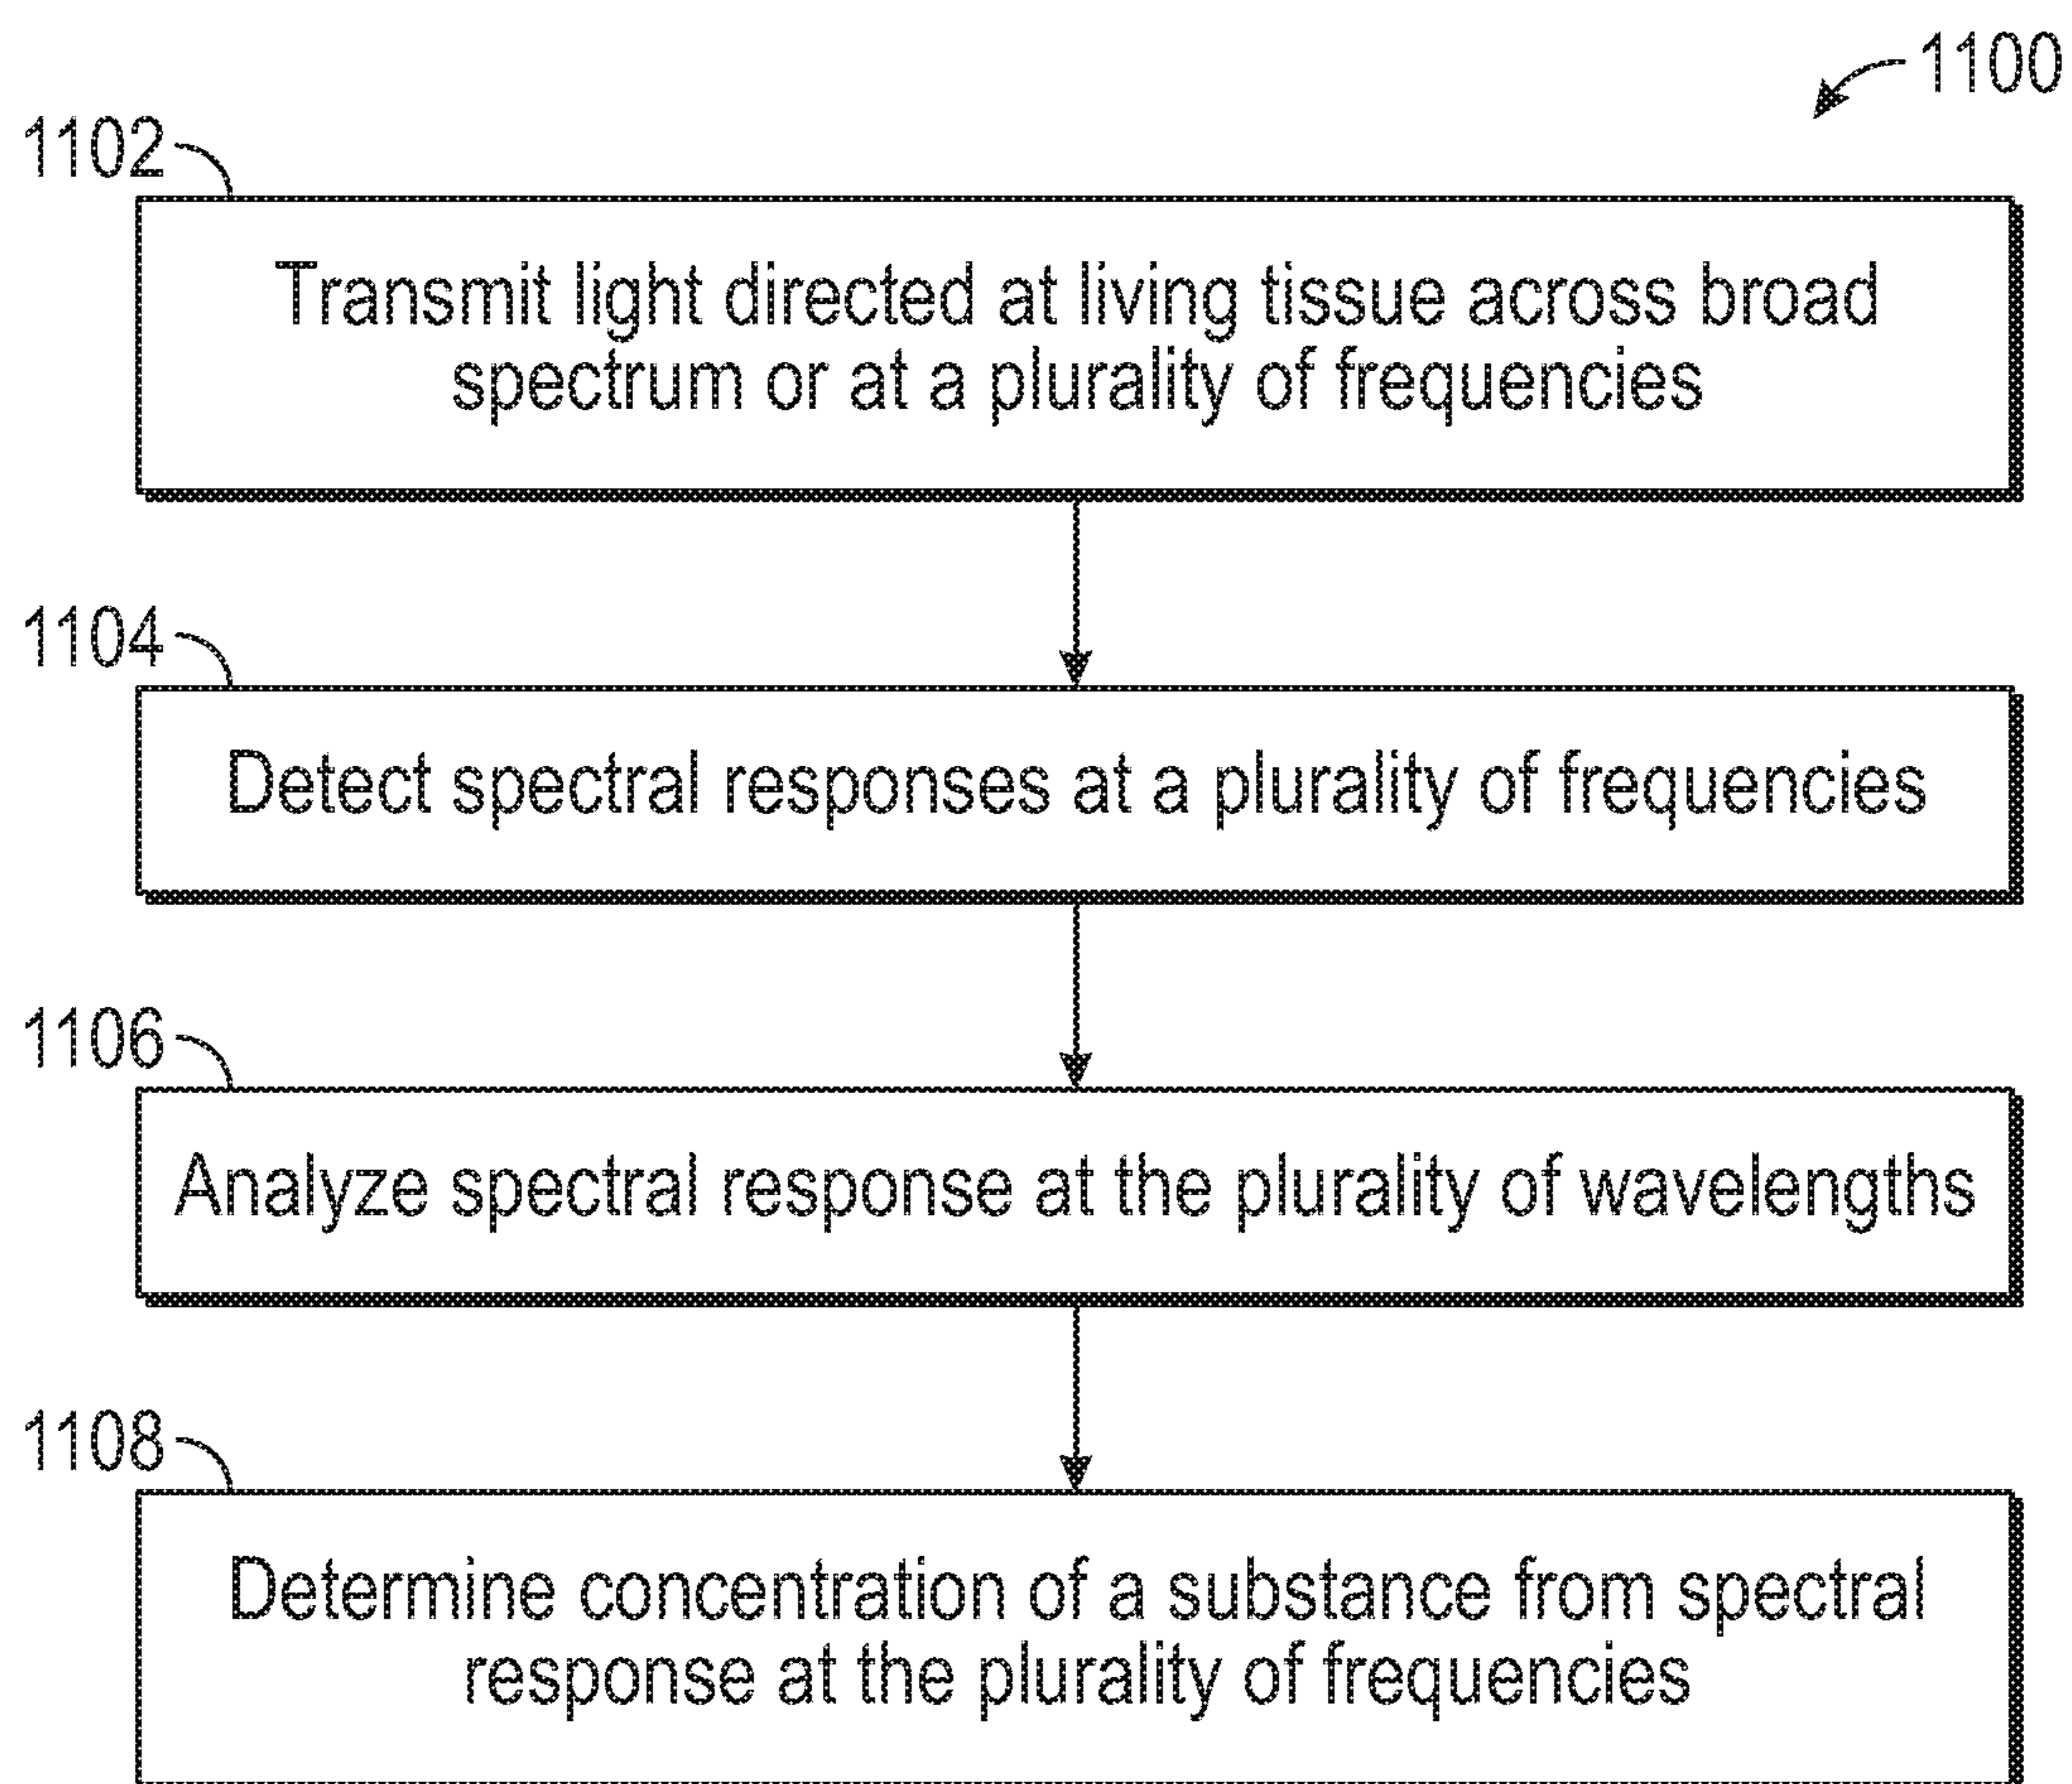 1100
1102
Transmit light directed at living tissue across broad
spectrum or at a plurality of frequencies
1104
Detect spectral responses at a plurality of frequencies
1106
Analyze spectral response at the plurality of wavelengths
1108
Determine concentration of a substance from spectral
response at the plurality of frequencies